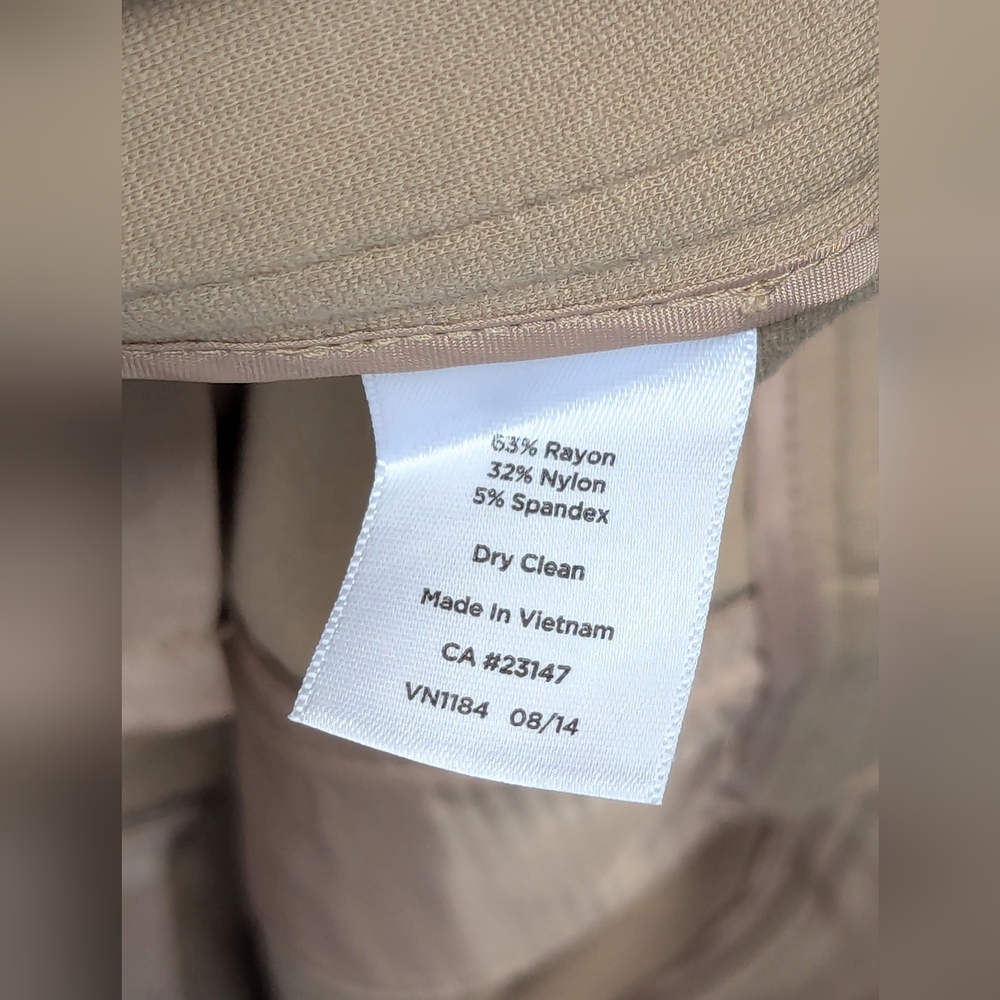 63% Rayon
32% Nylon
5% Spandex
Dry Clean
Made In Vietnam
CA #23147
VN1184 08/14